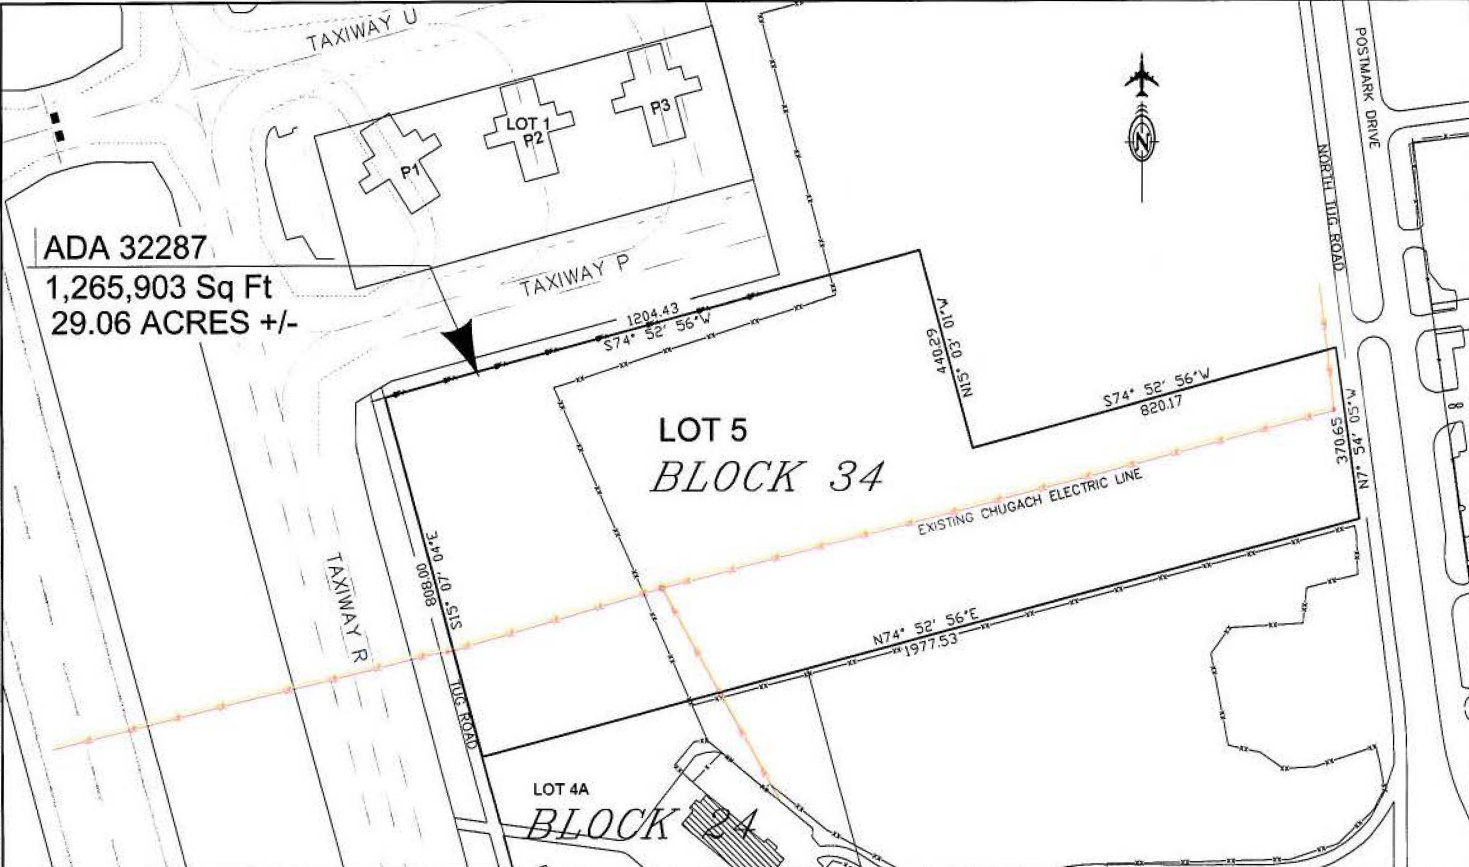 TAXIWAY U
POSTMARK DRIVE
NORTH TUG ROAD
N
P3
LOT 1
P2
P1
ADA 32287
1,265,903 Sq Ft
29.06 ACRES +/-
TAXIWAY P
1204.43
S74° 52' 56"W
N15° 03' 01"W
440.29
S74° 52' 56"W
820.17
N7° 54' 05"W
370.65
LOT 5
BLOCK 34
EXISTING CHUGACH ELECTRIC LINE
S15° 07' 04"E
808.00
TAXIWAY R
N74° 52' 56"E
1977.53
TUG ROAD
LOT 4A
BLOCK 24